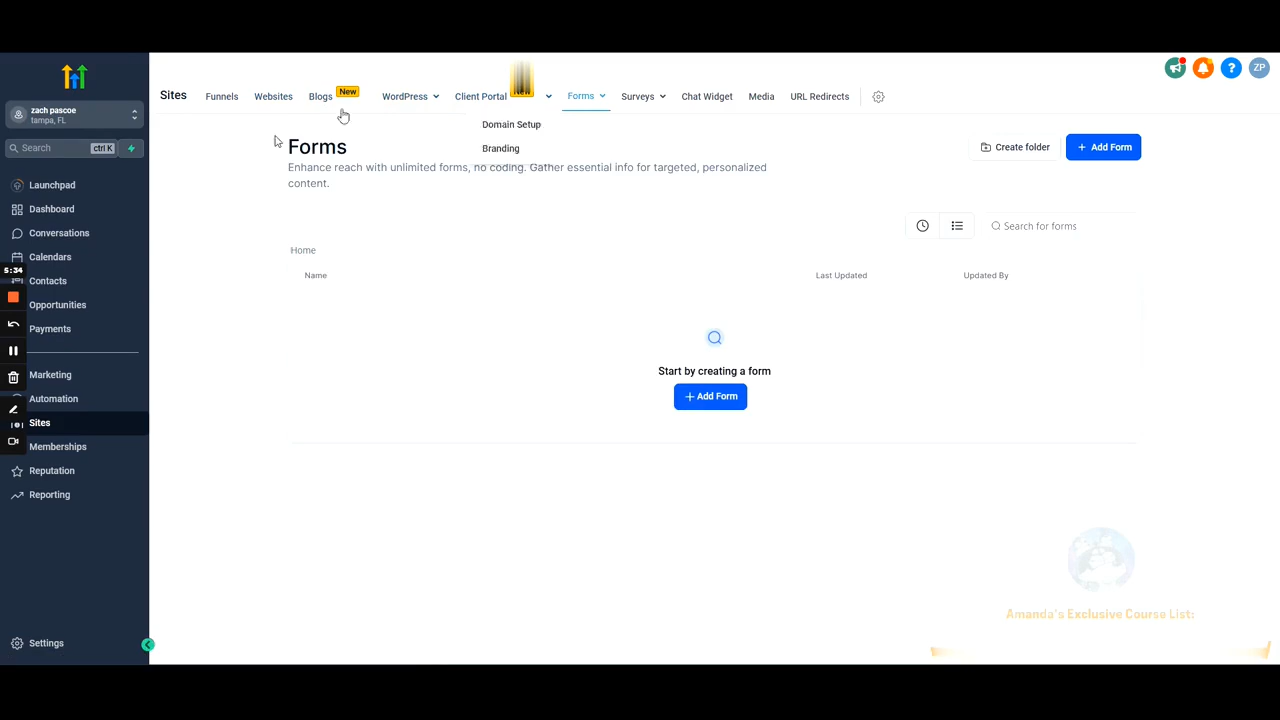 zach pascoe
tampa, FL
Search ctrl K
Launchpad
Dashboard
Conversations
Calendars
5:34
Contacts
Opportunities
Payments
Marketing
Automation
Sites
Memberships
Reputation
Reporting
Settings
Sites Funnels Websites Blogs New WordPress Client Portal New Forms Surveys Chat Widget Media URL Redirects
? ZP
Domain Setup
Branding
Forms
Enhance reach with unlimited forms, no coding. Gather essential info for targeted, personalized
content.
Create folder + Add Form
Search for forms
Home
Name Last Updated Updated By
Start by creating a form
+ Add Form
Amanda's Exclusive Course List: